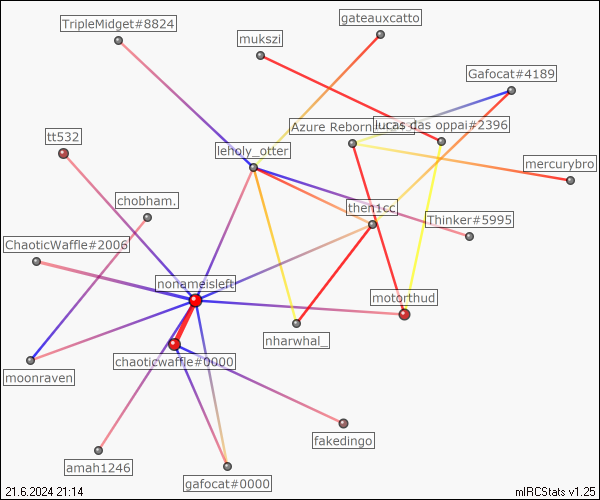 TripleMidget#8824
gateauxcatto
mukszi
Gafocat#4189
Azure Reborn
lucas das oppai#2396
tt532
leholy_otter
mercurybro
chobham.
then1cc
Thinker#5995
ChaoticWaffle#2006
nonameisleft
motorthud
nharwhal_
chaoticwaffle#0000
moonraven
fakedingo
amah1246
gafocat#0000
21.6.2024 21:14
mIRCStats v1.25